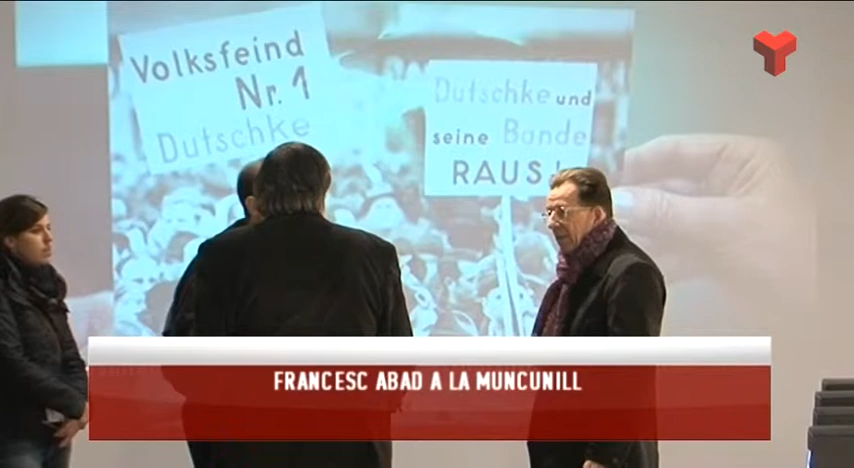 Volksfeind
Nr. 1
Dutschke
Dutschke und
seine Bande
RAUS!
FRANCESC ABAD A LA MUNCUNILL